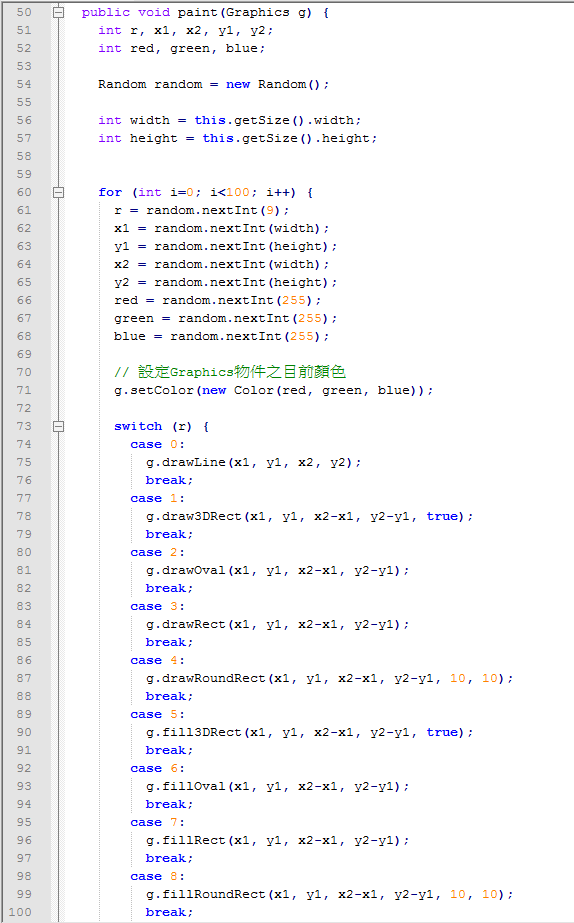 50 public void paint(Graphics g) {
51 int r, x1, x2, y1, y2;
52 int red, green, blue;
53
54 Random random = new Random();
55
56 int width = this.getSize().width;
57 int height = this.getSize().height;
58
59
60 for (int i=0; i<100; i++) {
61 r = random.nextInt(9);
62 x1 = random.nextInt(width);
63 y1 = random.nextInt(height);
64 x2 = random.nextInt(width);
65 y2 = random.nextInt(height);
66 red = random.nextInt(255);
67 green = random.nextInt(255);
68 blue = random.nextInt(255);
69
70 // 設定Graphics物件之目前顏色
71 g.setColor(new Color(red, green, blue));
72
73 switch (r) {
74 case 0:
75 g.drawLine(x1, y1, x2, y2);
76 break;
77 case 1:
78 g.draw3DRect(x1, y1, x2-x1, y2-y1, true);
79 break;
80 case 2:
81 g.drawOval(x1, y1, x2-x1, y2-y1);
82 break;
83 case 3:
84 g.drawRect(x1, y1, x2-x1, y2-y1);
85 break;
86 case 4:
87 g.drawRoundRect(x1, y1, x2-x1, y2-y1, 10, 10);
88 break;
89 case 5:
90 g.fill3DRect(x1, y1, x2-x1, y2-y1, true);
91 break;
92 case 6:
93 g.fillOval(x1, y1, x2-x1, y2-y1);
94 break;
95 case 7:
96 g.fillRect(x1, y1, x2-x1, y2-y1);
97 break;
98 case 8:
99 g.fillRoundRect(x1, y1, x2-x1, y2-y1, 10, 10);
100 break;